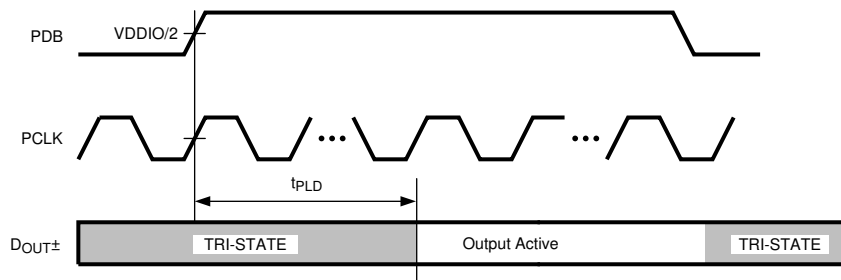 PDB
VDDIO/2
PCLK
tPLD
DOUT±
TRI-STATE
Output Active
TRI-STATE